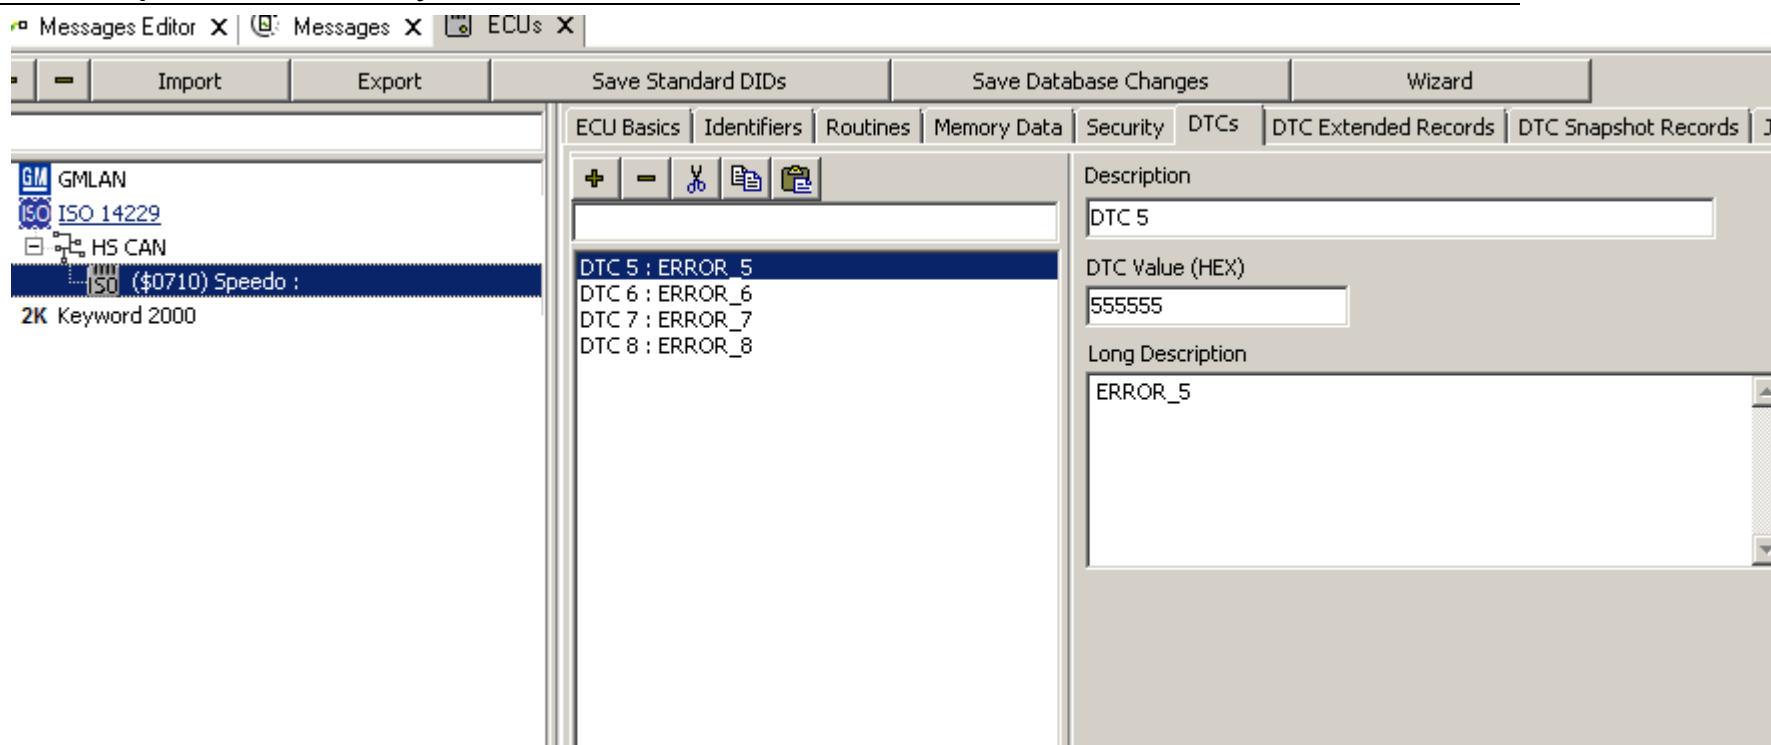 Messages Editor X Messages X ECUs X
Import Export Save Standard DIDs Save Database Changes Wizard
ECU Basics Identifiers Routines Memory Data Security DTCs DTC Extended Records DTC Snapshot Records
GM GMLAN
ISO ISO 14229
HS CAN
ISO ($0710) Speedo :
2K Keyword 2000
DTC 5 : ERROR_5
DTC 6 : ERROR_6
DTC 7 : ERROR_7
DTC 8 : ERROR_8
Description
DTC 5
DTC Value (HEX)
555555
Long Description
ERROR_5